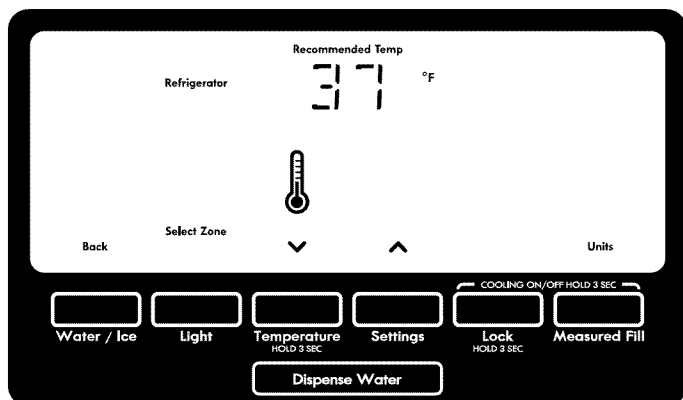 Recommended Temp
Refrigerator 37 °F
Back Select Zone Units
COOLING ON/OFF HOLD 3 SEC
Water / Ice Light Temperature Settings Lock Measured Fill
HOLD 3 SEC HOLD 3 SEC
Dispense Water